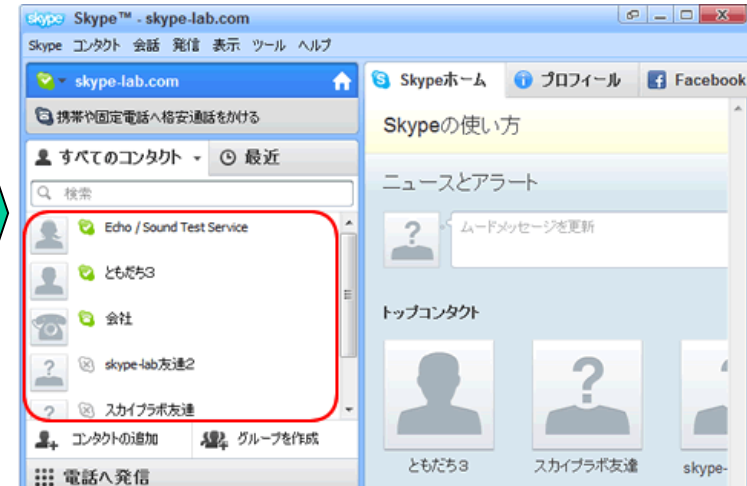 skype Skype™ - skype-lab.com
Skype コンタクト 会話 発信 表示 ツール ヘルプ
skype-lab.com
携帯や固定電話へ格安通話をかける
すべてのコンタクト 最近
検索
Echo / Sound Test Service
ともだち3
会社
skype-lab友達2
スカイプラボ友達
コンタクトの追加 グループを作成
電話へ発信
Skypeホーム プロフィール Facebook
Skypeの使い方
ニュースとアラート
ムードメッセージを更新
トップコンタクト
ともだち3 スカイプラボ友達 skype-